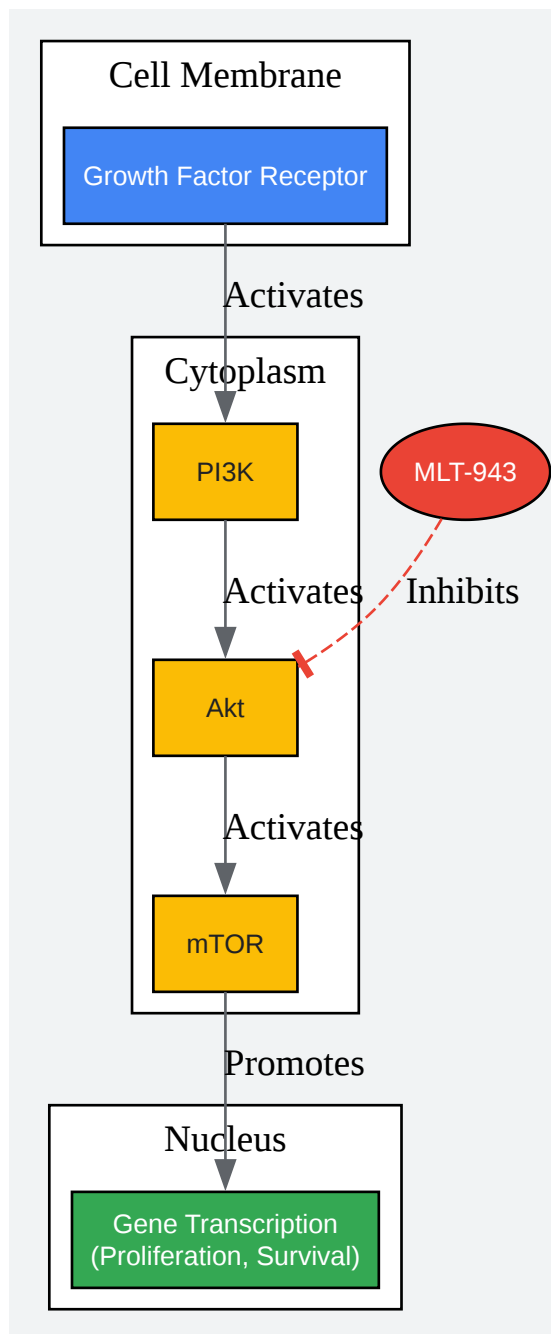 Cell Membrane
Growth Factor Receptor
Activates
Cytoplasm
PI3K
MLT-943
Activates
Inhibits
Akt
Activates
mTOR
Promotes
Nucleus
Gene Transcription
(Proliferation, Survival)